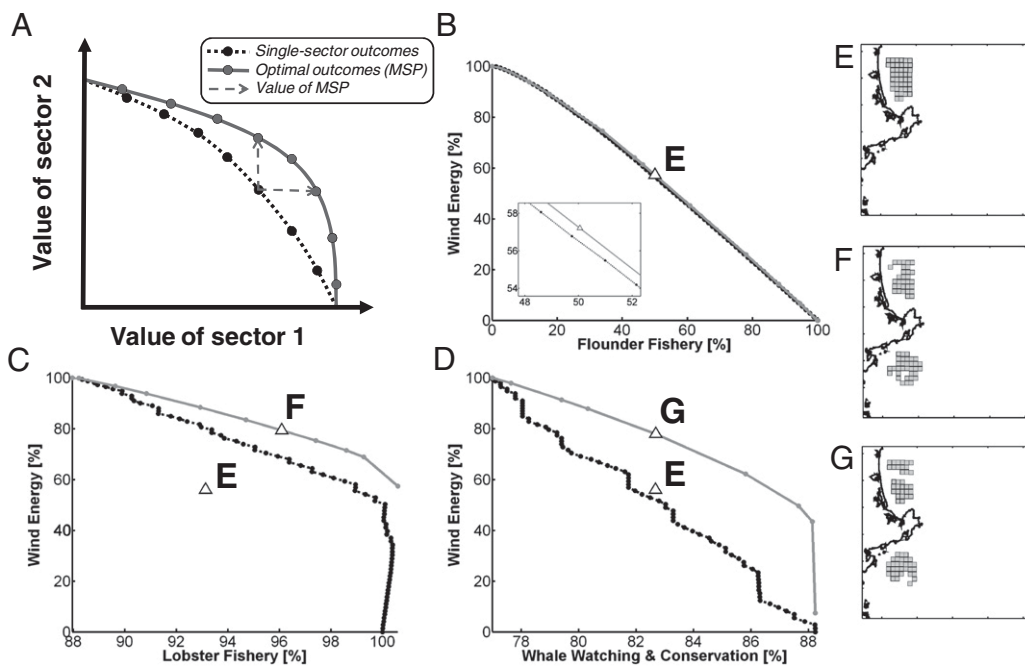 A
Single-sector outcomes
Optimal outcomes (MSP)
Value of MSP
Value of sector 2
Value of sector 1
B
Wind Energy [%]
100
80
60
40
20
0
E
58
56
54
48
50
52
0
20
40
60
80
100
Flounder Fishery [%]
C
Wind Energy [%]
100
80
60
40
20
0
F
E
88
90
92
94
96
98
100
Lobster Fishery [%]
D
Wind Energy [%]
100
80
60
40
20
0
G
E
78
80
82
84
86
88
Whale Watching & Conservation [%]
E
F
G